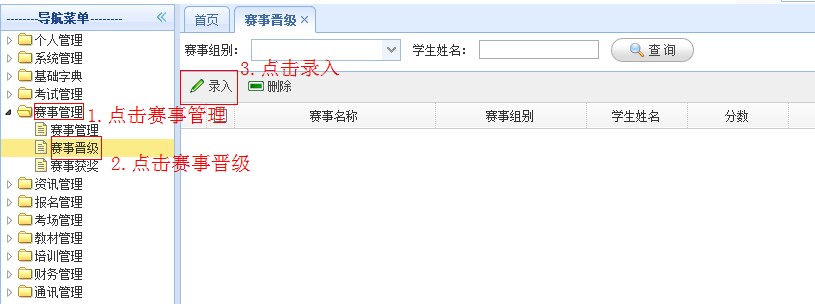 --------导航菜单--------
首页
赛事晋级
个人管理
系统管理
基础字典
考试管理
赛事管理
赛事管理
赛事晋级
赛事获奖
资讯管理
报名管理
考场管理
教材管理
培训管理
财务管理
通讯管理
赛事组别:
学生姓名:
查询
录入
删除
赛事名称
赛事组别
学生姓名
分数
1.点击赛事管理
2.点击赛事晋级
3.点击录入